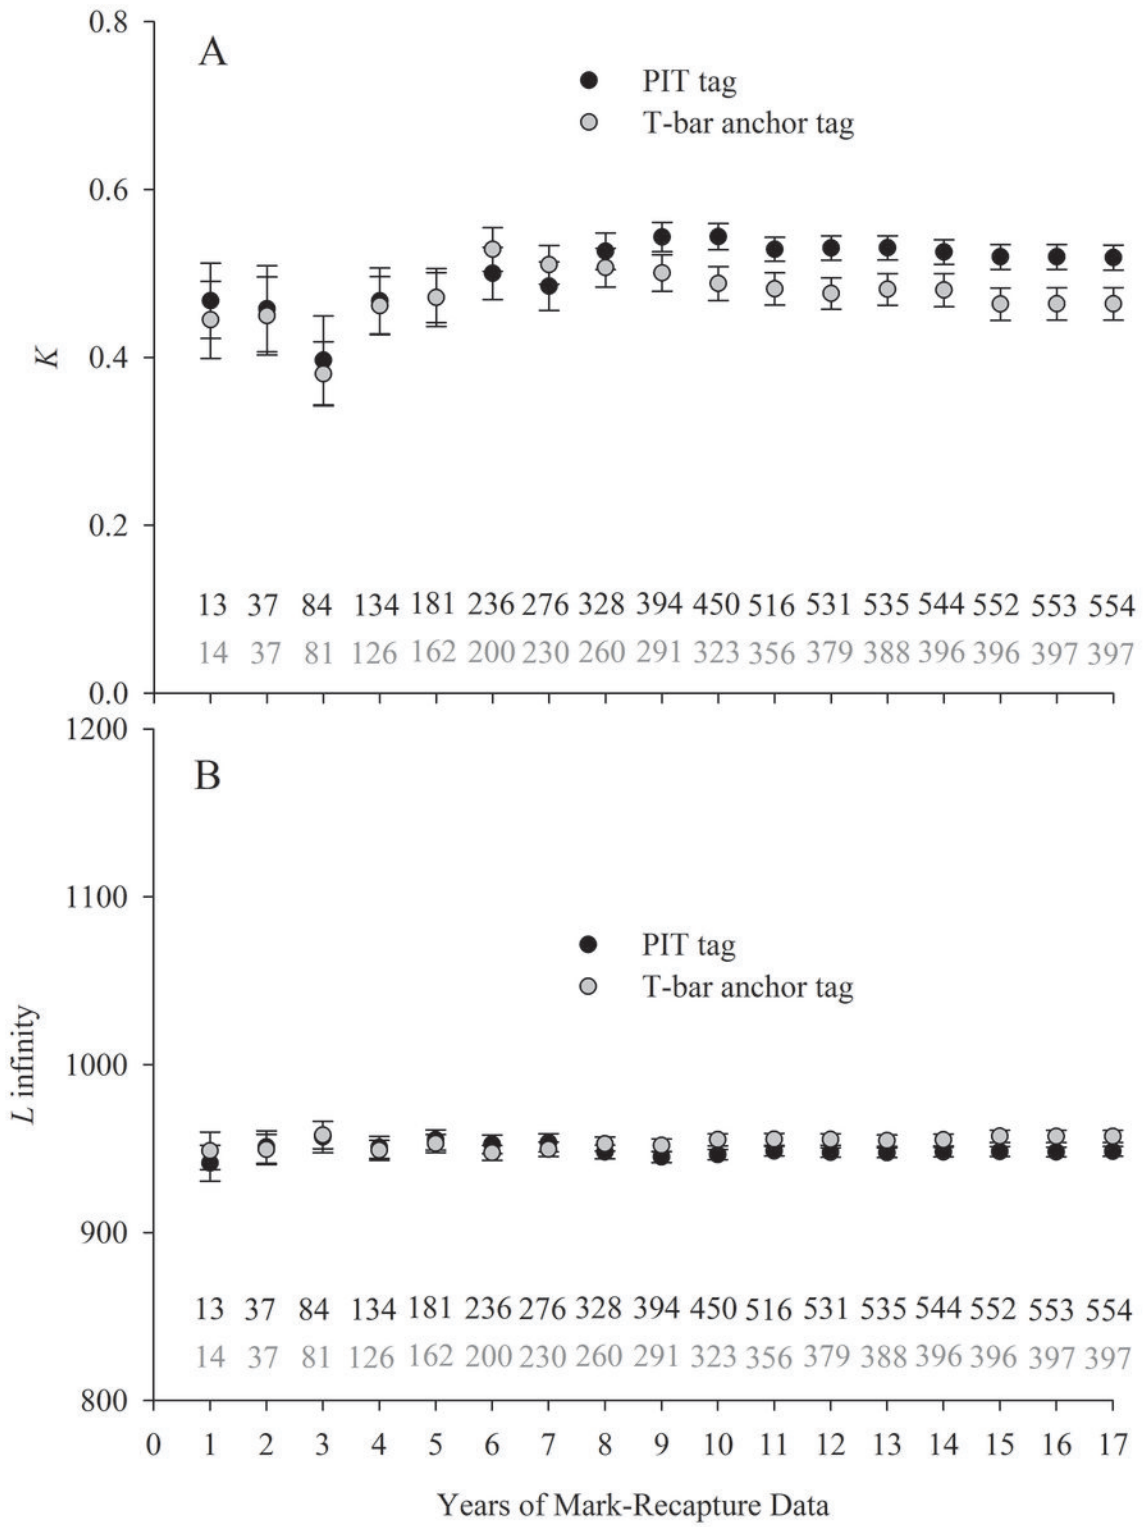 0.8
A
PIT tag
T-bar anchor tag
0.6
K
0.4
0.2
13 37 84 134 181 236 276 328 394 450 516 531 535 544 552 553 554
14 37 81 126 162 200 230 260 291 323 356 379 388 396 396 397 397
0.0
1200
B
1100
PIT tag
T-bar anchor tag
L infinity
1000
900
13 37 84 134 181 236 276 328 394 450 516 531 535 544 552 553 554
14 37 81 126 162 200 230 260 291 323 356 379 388 396 396 397 397
800
0 1 2 3 4 5 6 7 8 9 10 11 12 13 14 15 16 17
Years of Mark-Recapture Data